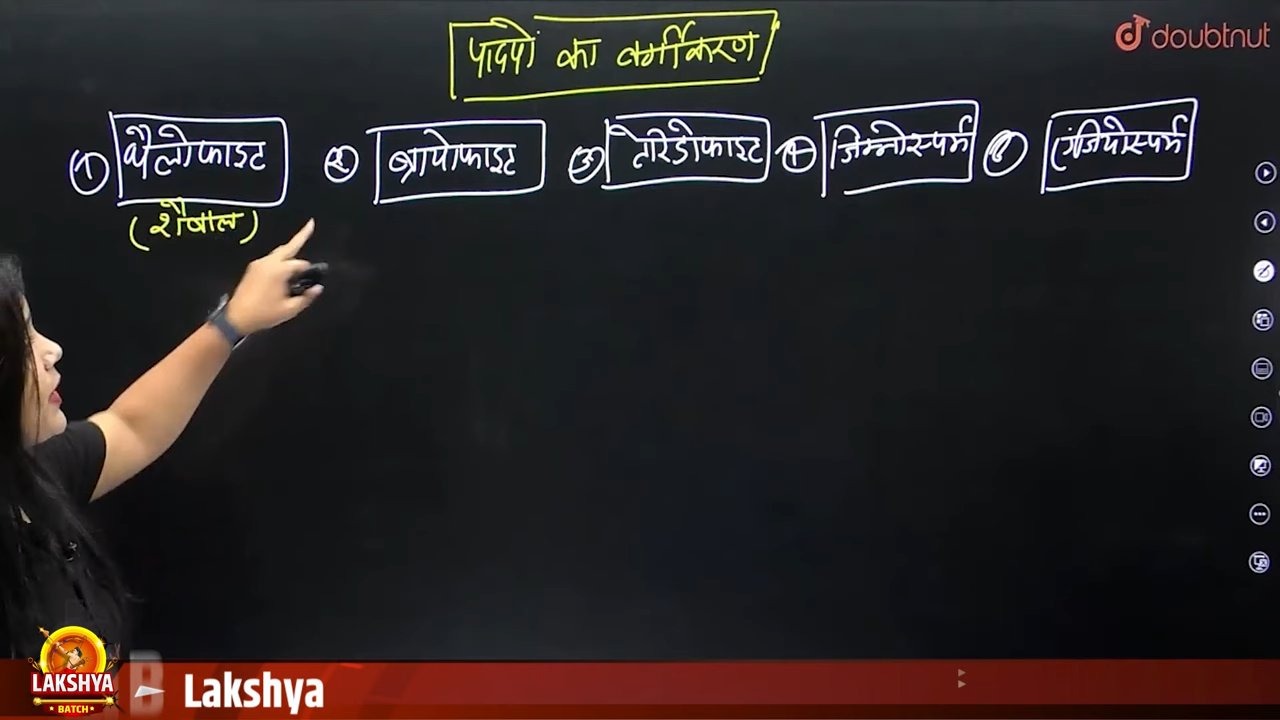 पादपों का वर्गीकरण
doubtnut
① थैलोफाइट ② ब्रायोफाइट ③ टेरिडोफाइट ④ जिम्नोस्पर्म ⑤ एंजियोस्पर्म
(शैवाल)
LAKSHYA
BATCH
B Lakshya